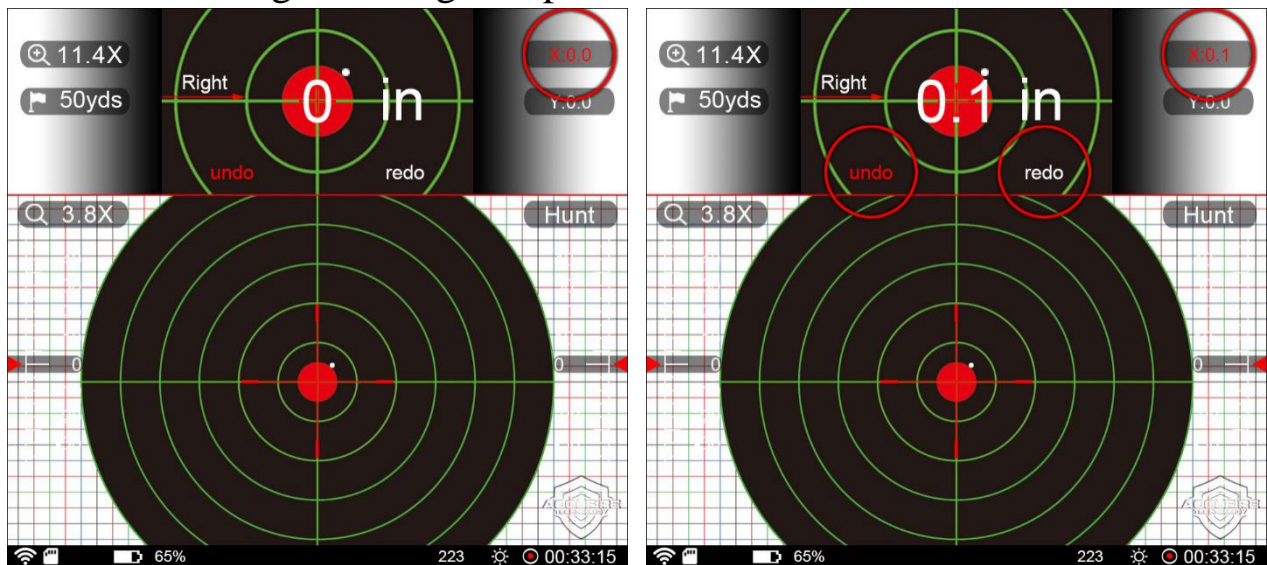 11.4X
X:0.0
50yds
Right
0 in
Y:0.0
undo
redo
3.8X
Hunt
0
0
65%
223
00:33:15
11.4X
X:0.1
50yds
Right
0.1 in
Y:0.0
undo
redo
3.8X
Hunt
0
0
65%
223
00:33:15